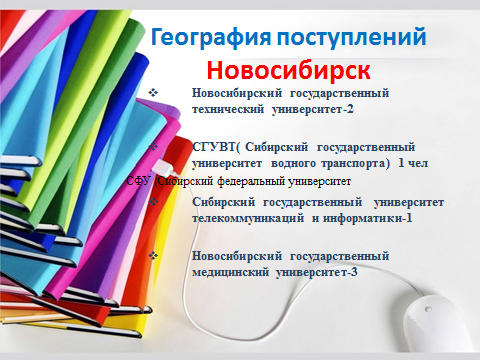 География поступлений
Новосибирск
❖ Новосибирский государственный
технический университет-2
❖ СГУВТ( Сибирский государственный
университет водного транспорта) 1 чел
СФУ (Сибирский федеральный университет
❖ Сибирский государственный университет
телекоммуникаций и информатики-1
❖ Новосибирский государственный
медицинский университет-3